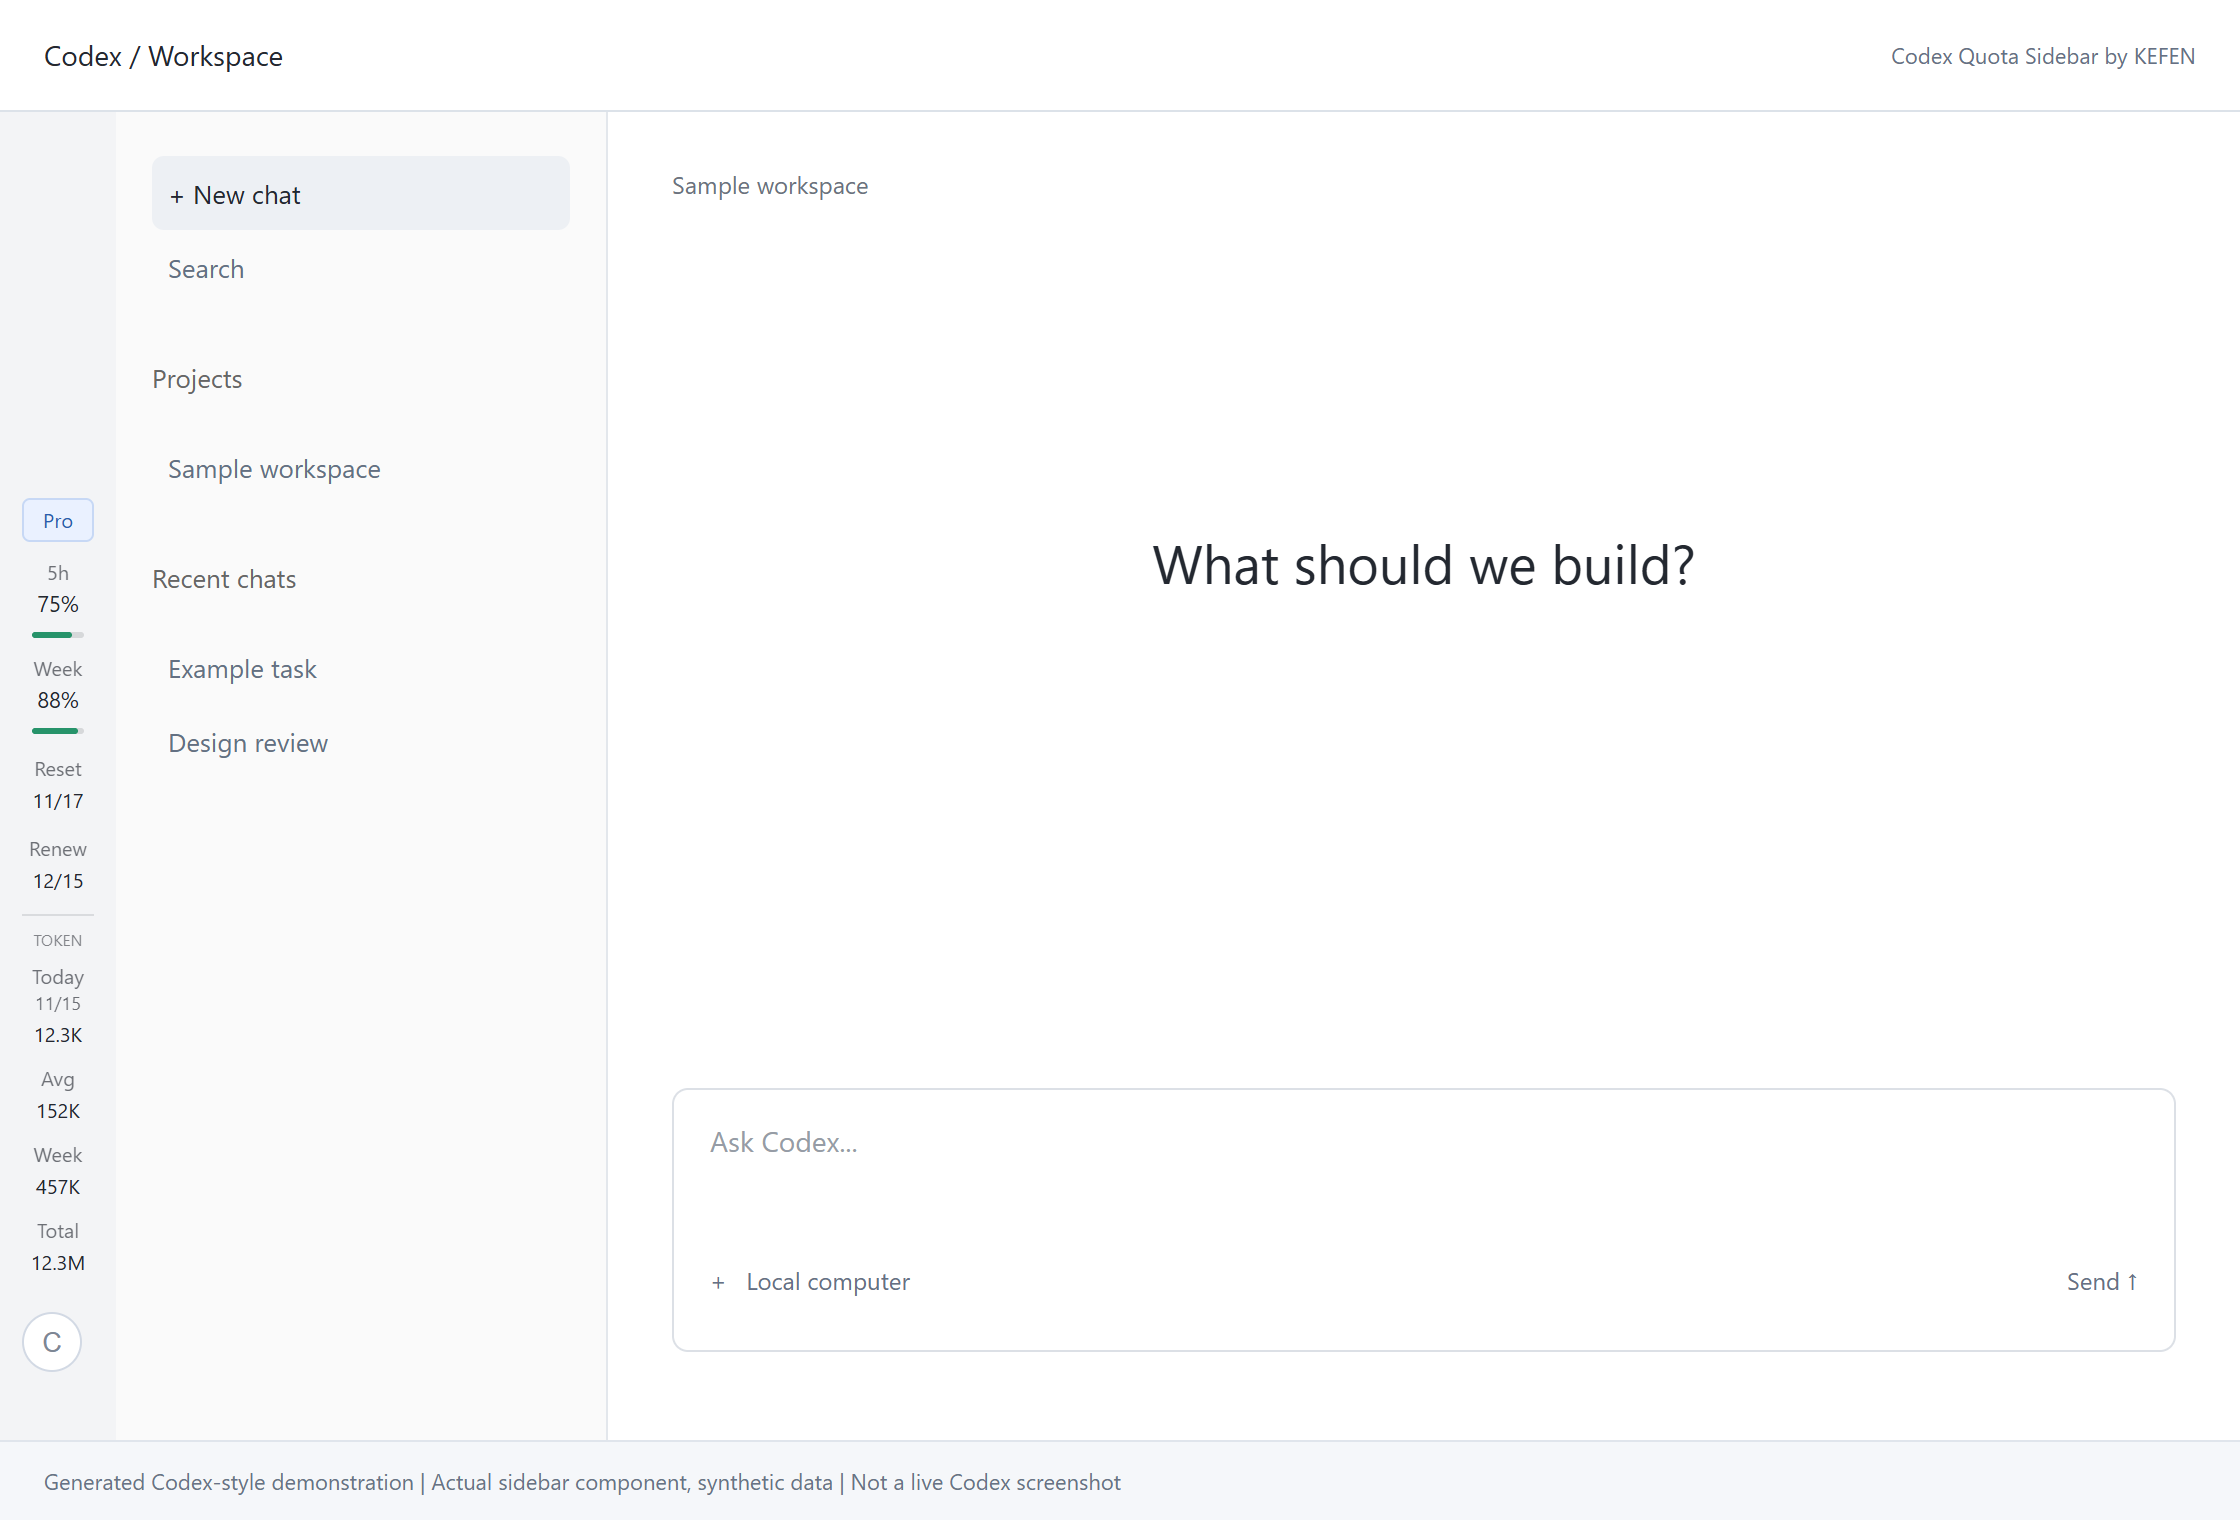 Codex / Workspace
Codex Quota Sidebar by KEFEN
Pro
5h
75%
Week
88%
Reset
11/17
Renew
12/15
TOKEN
Today
11/15
12.3K
Avg
152K
Week
457K
Total
12.3M
C
+ New chat
Search
Projects
Sample workspace
Recent chats
Example task
Design review
Sample workspace
What should we build?
Ask Codex...
+ Local computer
Send ↑
Generated Codex-style demonstration | Actual sidebar component, synthetic data | Not a live Codex screenshot